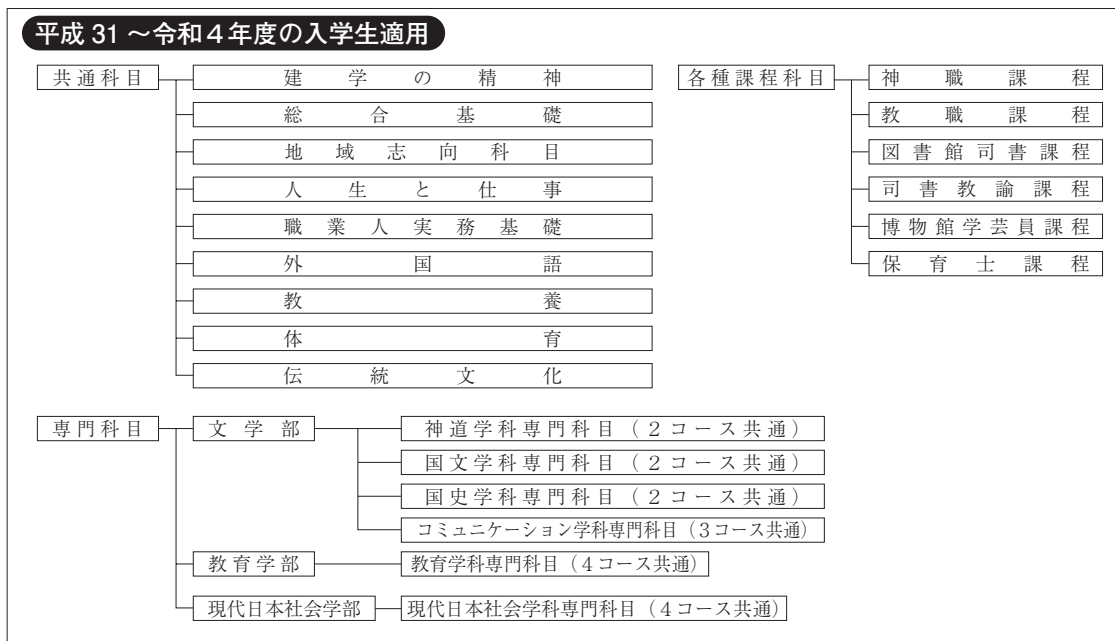 平成 31 ～令和４年度の入学生適用
共通科目
建学の精神
総合基礎
地域志向科目
人生と仕事
職業人実務基礎
外国語
教養
体育
伝統文化
各種課程科目
神職課程
教職課程
図書館司書課程
司書教諭課程
博物館学芸員課程
保育士課程
専門科目
文学部
神道学科専門科目（２コース共通）
国文学科専門科目（２コース共通）
国史学科専門科目（２コース共通）
コミュニケーション学科専門科目（３コース共通）
教育学部
教育学科専門科目（４コース共通）
現代日本社会学部
現代日本社会学科専門科目（４コース共通）